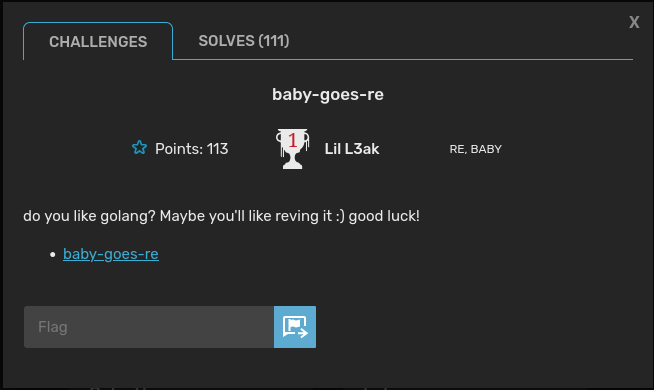 X
CHALLENGES SOLVES (111)
baby-goes-re
Points: 113 1 Lil L3ak RE, BABY
do you like golang? Maybe you'll like reving it :) good luck!
baby-goes-re
Flag